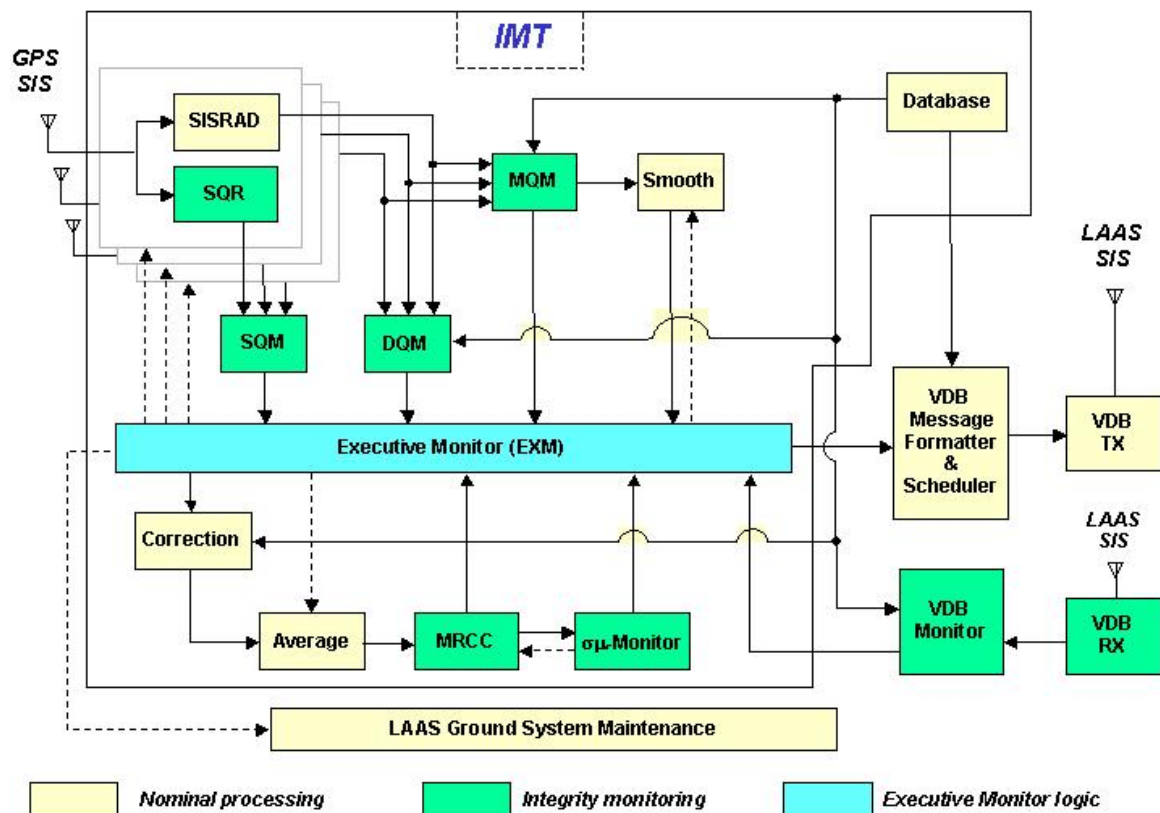 IMT
GPS
SIS
SISRAD
SQR
MQM
Smooth
Database
LAAS
SIS
SQM
DQM
VDB
Message
Formatter
&
Scheduler
VDB
TX
Executive Monitor (EXM)
Correction
LAAS
SIS
Average
MRCC
σμ-Monitor
VDB
Monitor
VDB
RX
LAAS Ground System Maintenance
Nominal processing
Integrity monitoring
Executive Monitor logic